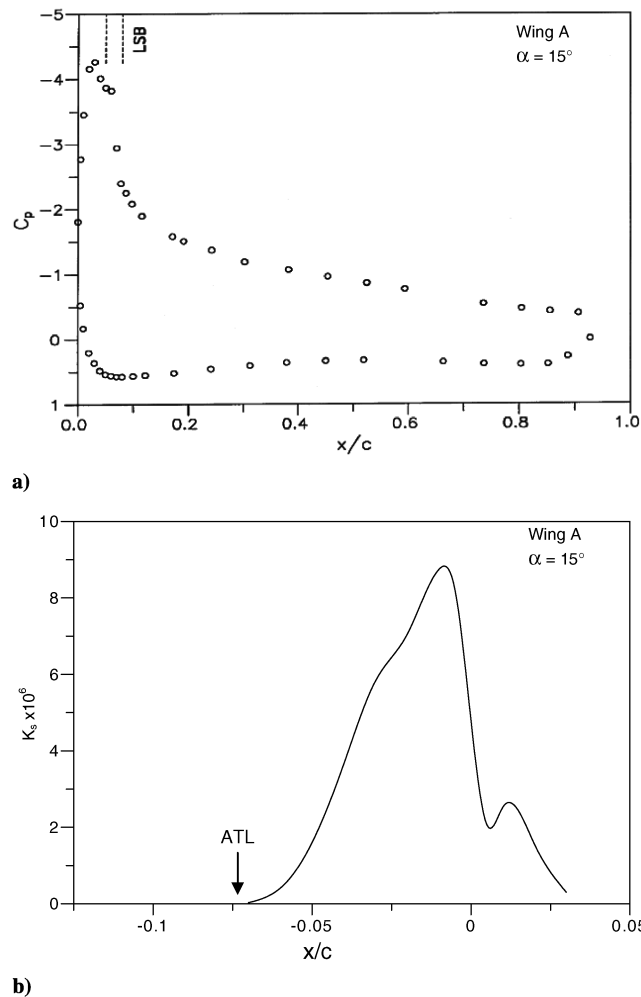 −5
−4
−3
−2
−1
0
1
Cp
LSB
Wing A
α = 15°
0.0
0.2
0.4
0.6
0.8
1.0
x/c
a)
10
8
6
4
2
0
Ks x10⁶
Wing A
α = 15°
ATL
-0.1
-0.05
0
0.05
x/c
b)